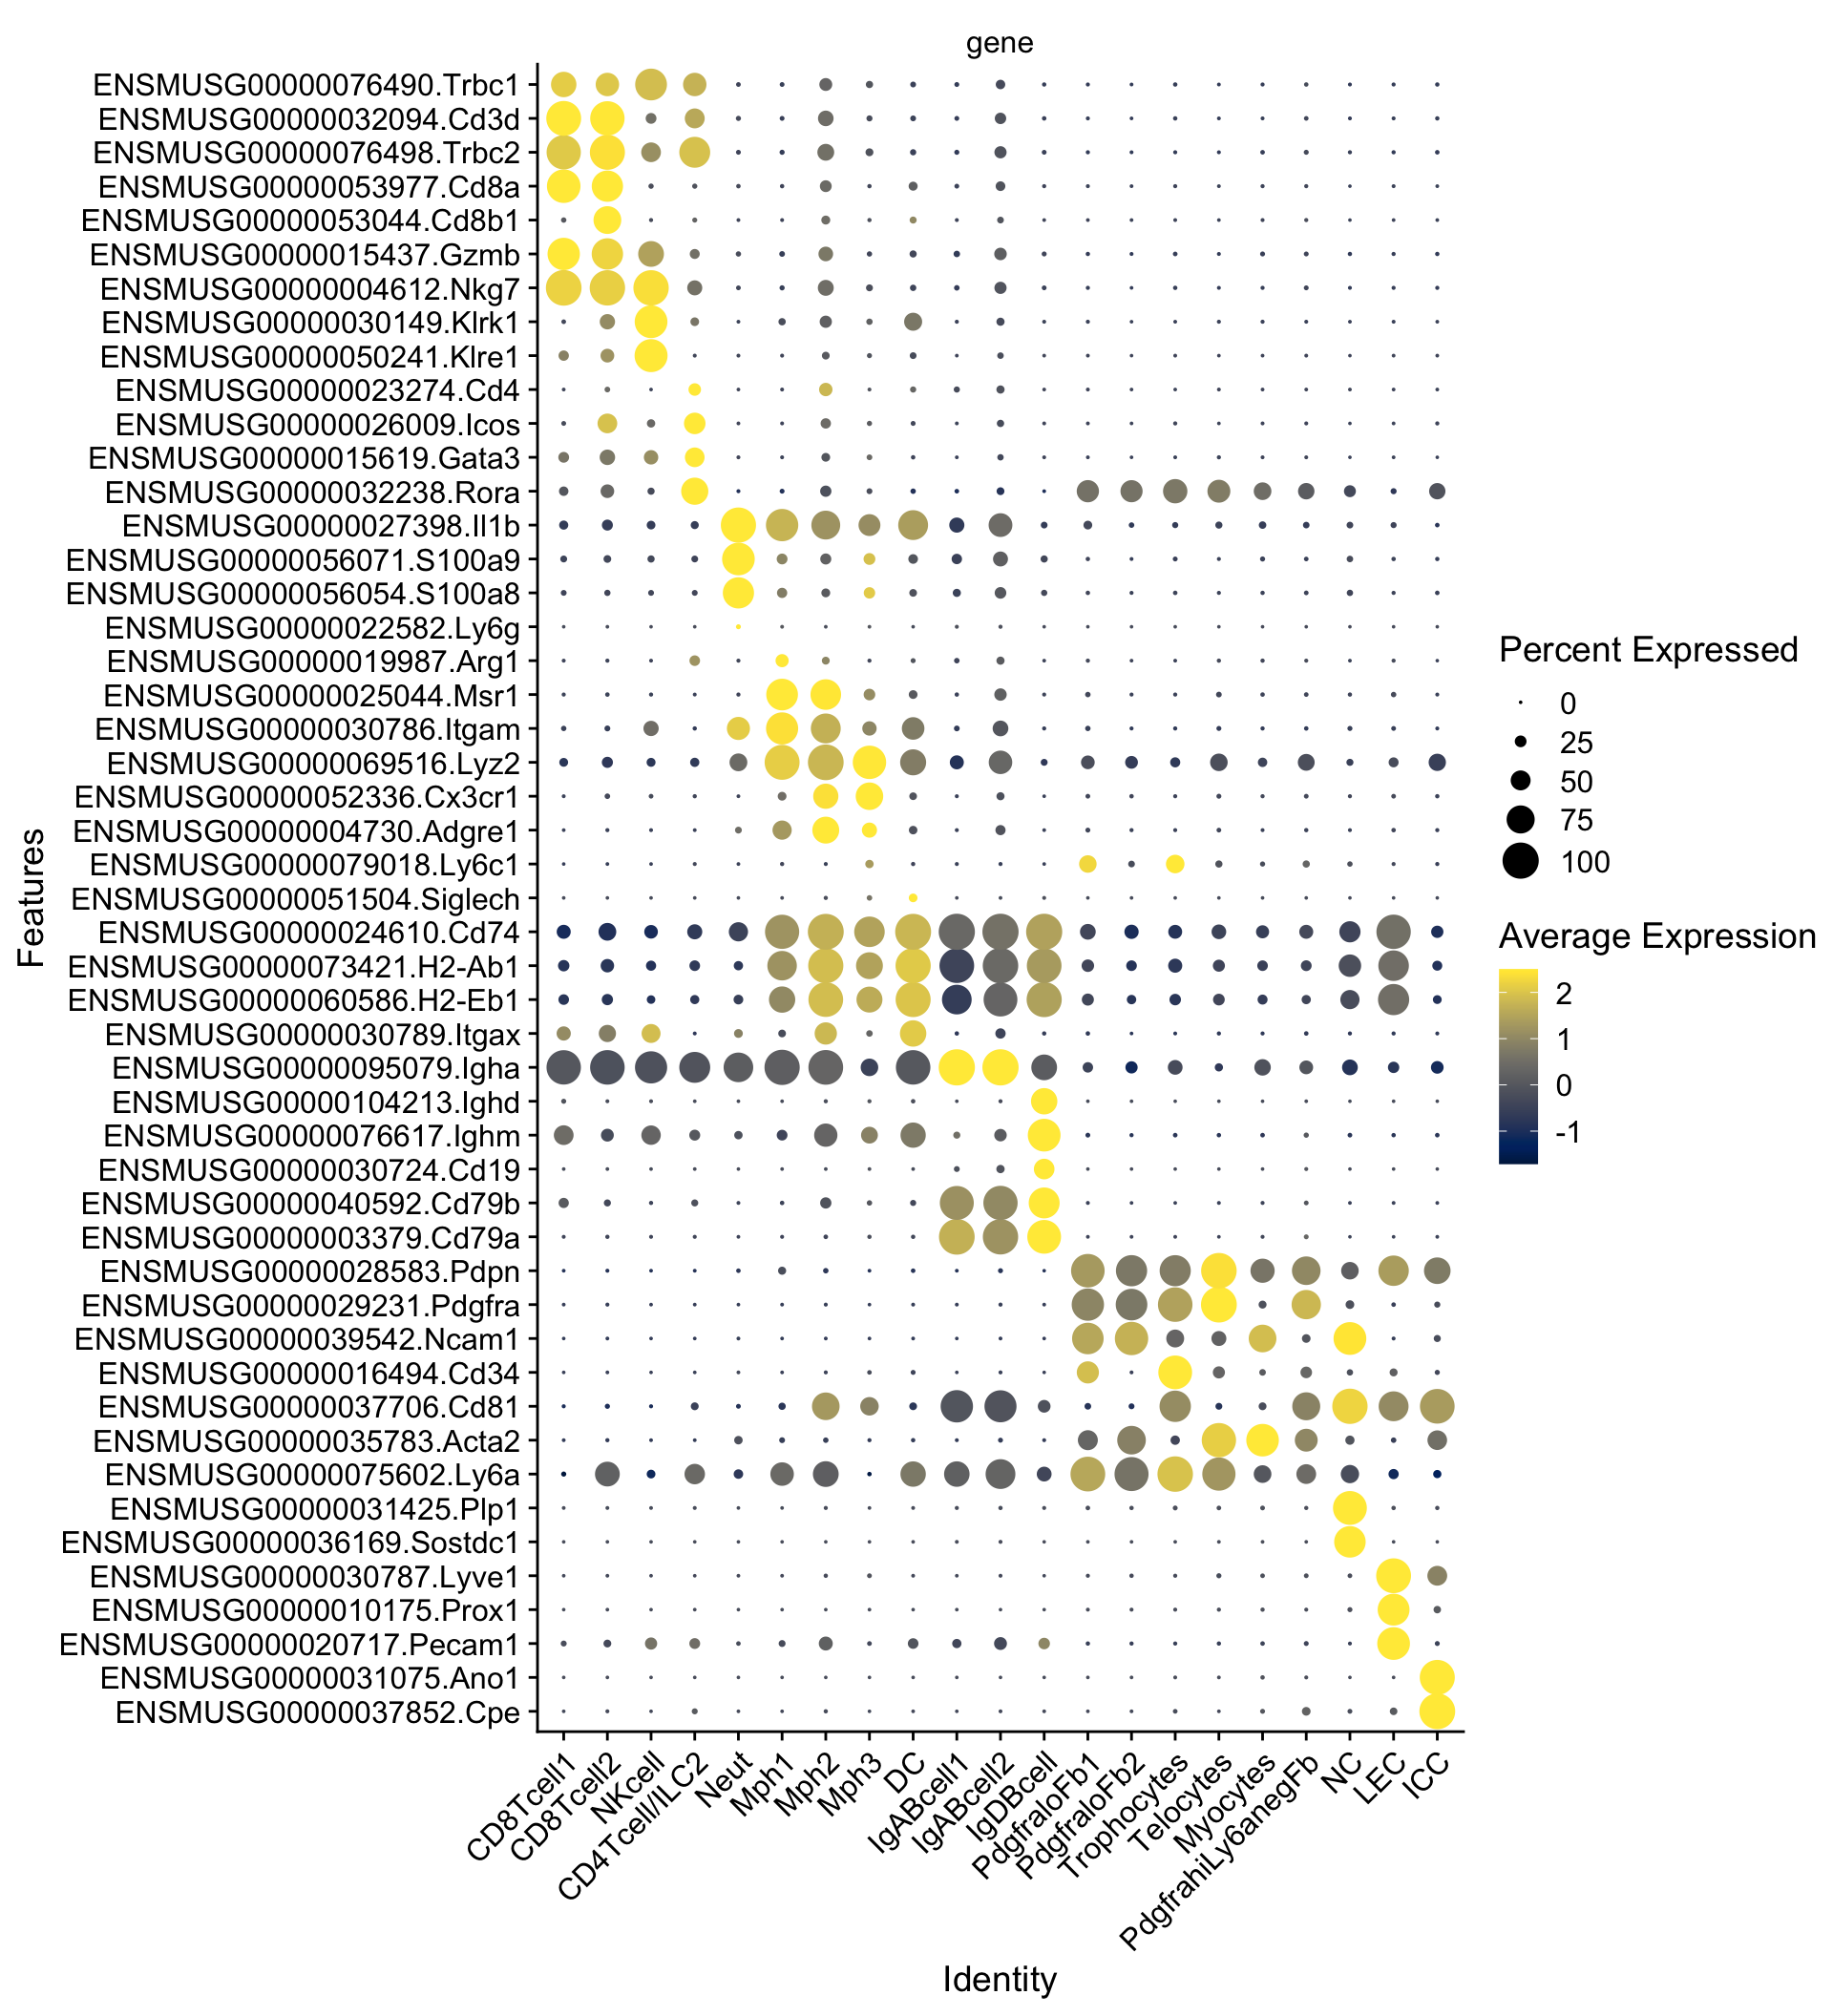 gene
Features
ENSMUSG00000076490.Trbc1
ENSMUSG00000032094.Cd3d
ENSMUSG00000076498.Trbc2
ENSMUSG00000053977.Cd8a
ENSMUSG00000053044.Cd8b1
ENSMUSG00000015437.Gzmb
ENSMUSG00000004612.Nkg7
ENSMUSG00000030149.Klrk1
ENSMUSG00000050241.Klre1
ENSMUSG00000023274.Cd4
ENSMUSG00000026009.Icos
ENSMUSG00000015619.Gata3
ENSMUSG00000032238.Rora
ENSMUSG00000027398.Il1b
ENSMUSG00000056071.S100a9
ENSMUSG00000056054.S100a8
ENSMUSG00000022582.Ly6g
ENSMUSG00000019987.Arg1
ENSMUSG00000025044.Msr1
ENSMUSG00000030786.Itgam
ENSMUSG00000069516.Lyz2
ENSMUSG00000052336.Cx3cr1
ENSMUSG00000004730.Adgre1
ENSMUSG00000079018.Ly6c1
ENSMUSG00000051504.Siglech
ENSMUSG00000024610.Cd74
ENSMUSG00000073421.H2-Ab1
ENSMUSG00000060586.H2-Eb1
ENSMUSG00000030789.Itgax
ENSMUSG00000095079.Igha
ENSMUSG00000104213.Ighd
ENSMUSG00000076617.Ighm
ENSMUSG00000030724.Cd19
ENSMUSG00000040592.Cd79b
ENSMUSG00000003379.Cd79a
ENSMUSG00000028583.Pdpn
ENSMUSG00000029231.Pdgfra
ENSMUSG00000039542.Ncam1
ENSMUSG00000016494.Cd34
ENSMUSG00000037706.Cd81
ENSMUSG00000035783.Acta2
ENSMUSG00000075602.Ly6a
ENSMUSG00000031425.Plp1
ENSMUSG00000036169.Sostdc1
ENSMUSG00000030787.Lyve1
ENSMUSG00000010175.Prox1
ENSMUSG00000020717.Pecam1
ENSMUSG00000031075.Ano1
ENSMUSG00000037852.Cpe
CD8Tcell1
CD8Tcell2
NKcell
CD4Tcell/ILC2
Neut
Mph1
Mph2
Mph3
DC
IgABcell1
IgABcell2
IgDBcell
PdgfraloFb1
PdgfraloFb2
Trophocytes
Telocytes
Myocytes
PdgfrahiLy6anegFb
NC
LEC
ICC
Identity
Percent Expressed
0
25
50
75
100
Average Expression
2
1
0
-1